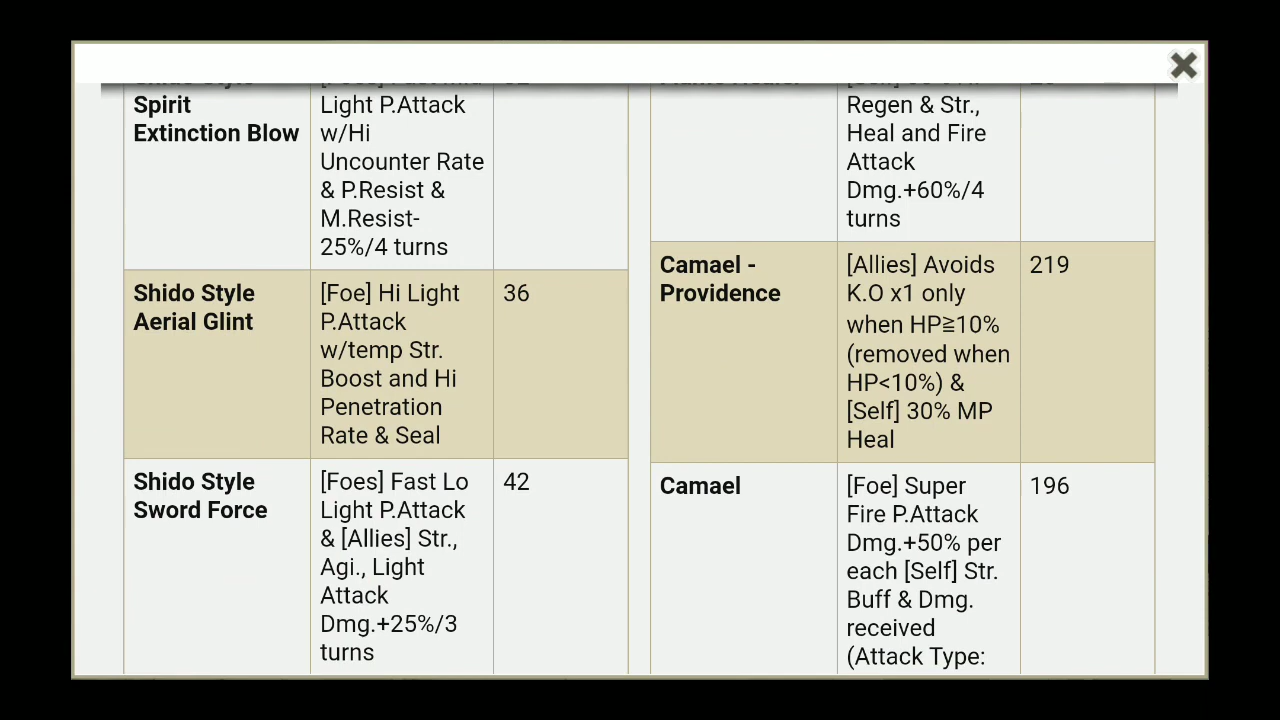 Spirit
Extinction Blow
Light P.Attack
w/Hi
Uncounter Rate
& P.Resist &
M.Resist-
25%/4 turns
Shido Style
Aerial Glint
[Foe] Hi Light
P.Attack
w/temp Str.
Boost and Hi
Penetration
Rate & Seal
36
Shido Style
Sword Force
[Foes] Fast Lo
Light P.Attack
& [Allies] Str.,
Agi., Light
Attack
Dmg.+25%/3
turns
42
Regen & Str.,
Heal and Fire
Attack
Dmg.+60%/4
turns
Camael -
Providence
[Allies] Avoids
K.O x1 only
when HP≧10%
(removed when
HP<10%) &
[Self] 30% MP
Heal
219
Camael
[Foe] Super
Fire P.Attack
Dmg.+50% per
each [Self] Str.
Buff & Dmg.
received
(Attack Type:
196